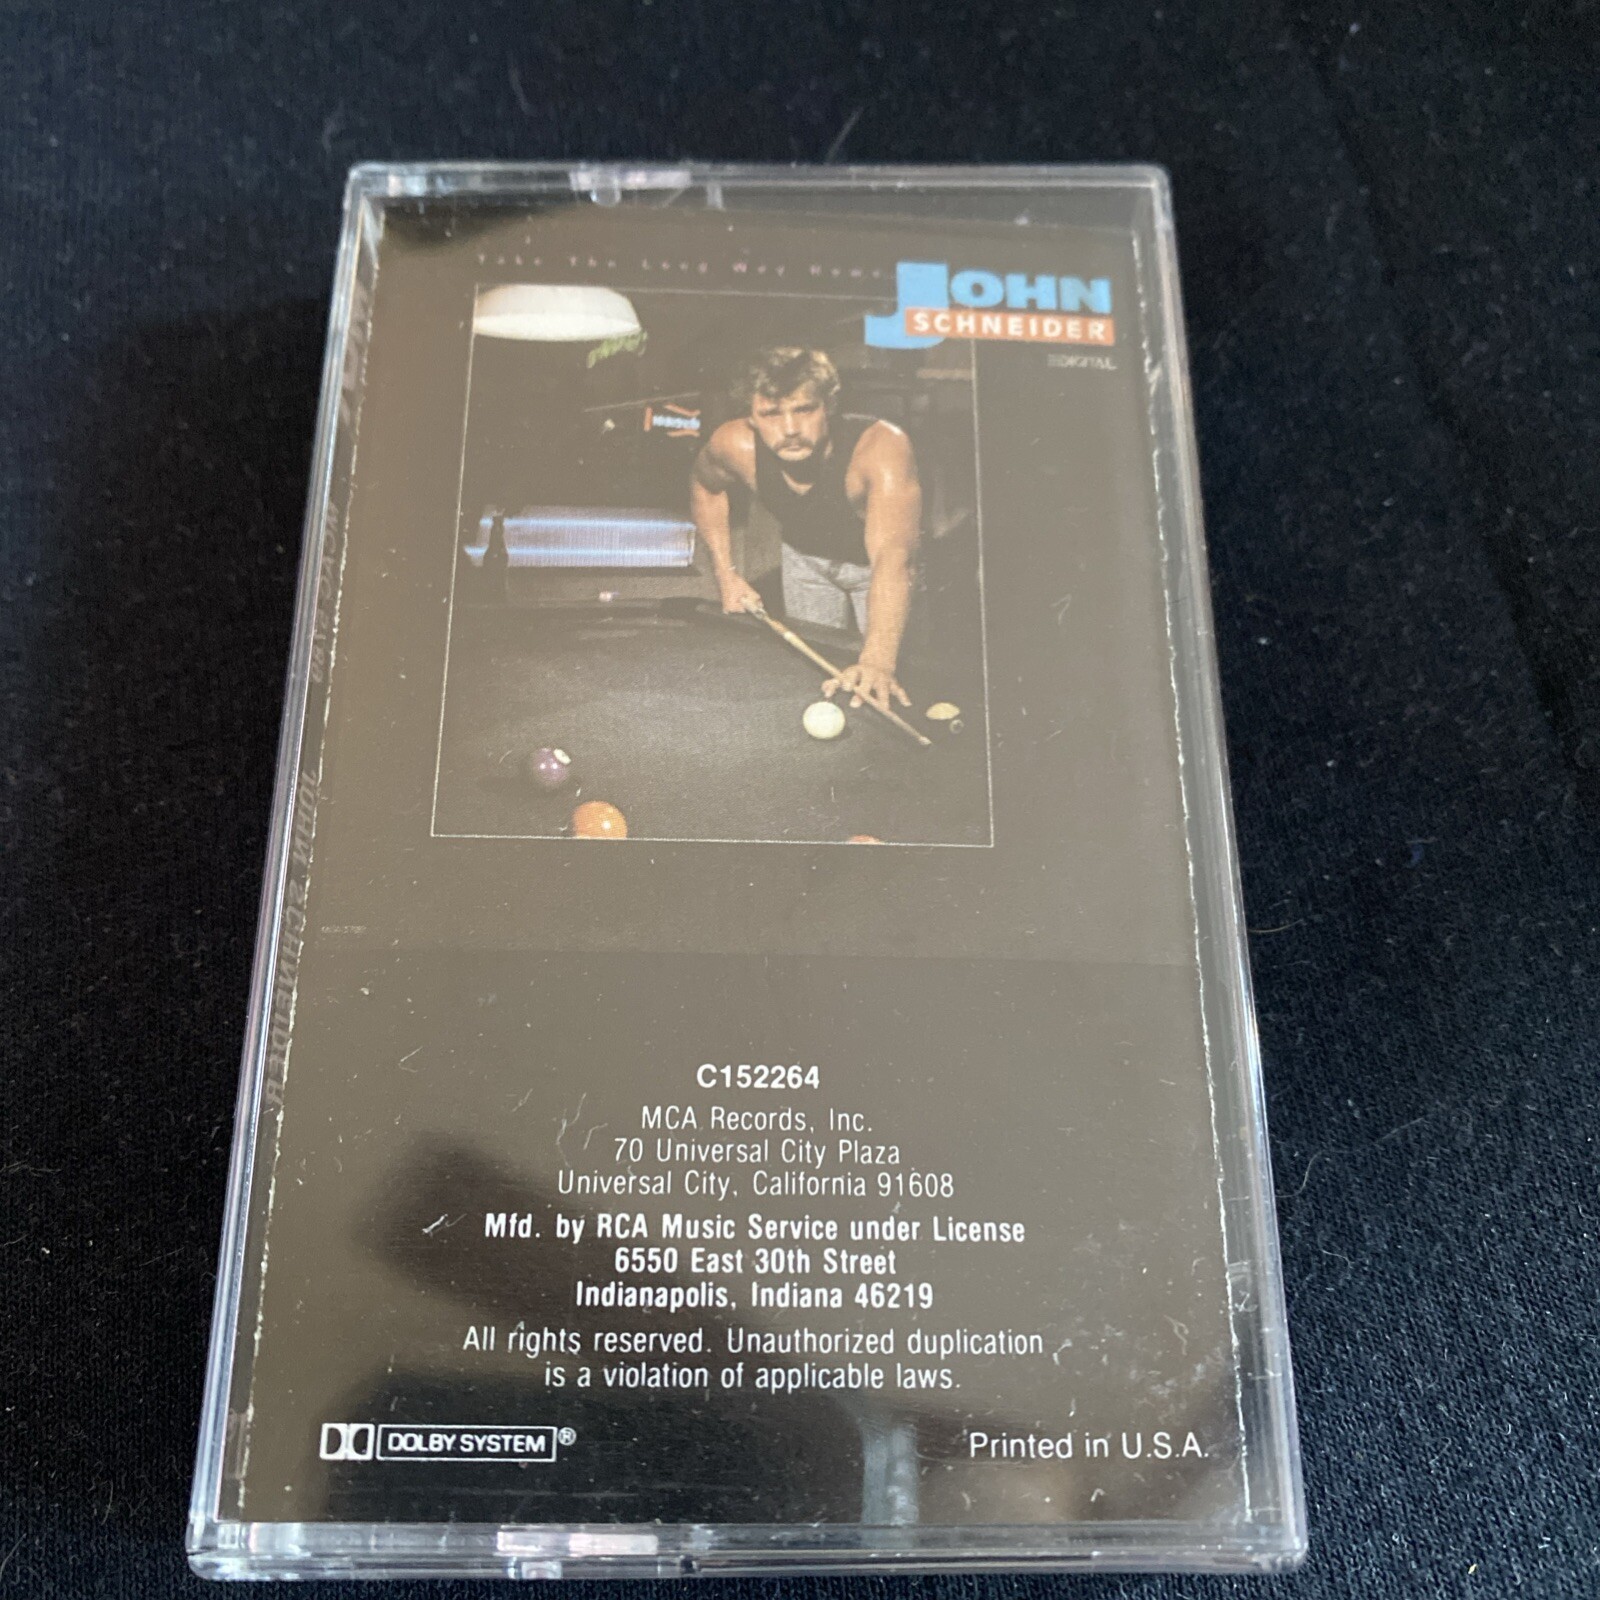 Take The Long Way Home
JOHN
SCHNEIDER
DIGITAL
JOHN SCHNEIDER
C152264
MCA Records, Inc.
70 Universal City Plaza
Universal City, California 91608
Mfd. by RCA Music Service under License
6550 East 30th Street
Indianapolis, Indiana 46219
All rights reserved. Unauthorized duplication
is a violation of applicable laws.
DOLBY SYSTEM®
Printed in U.S.A.